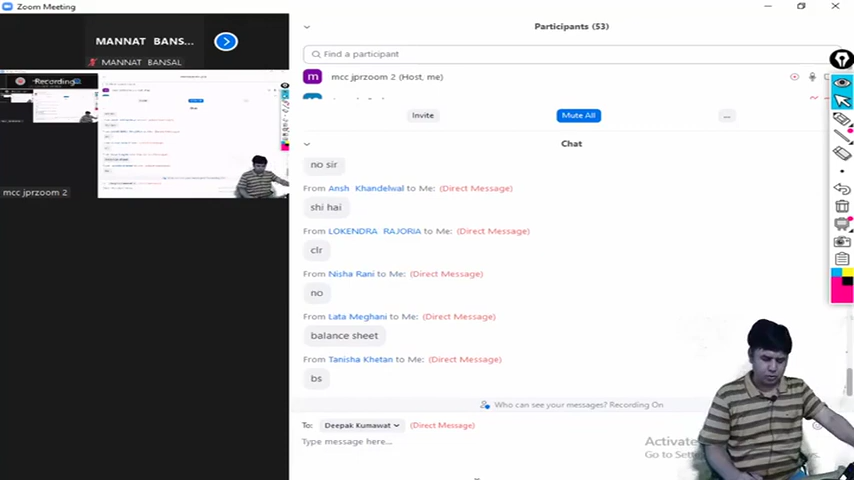 Zoom Meeting
MANNAT BANS...
MANNAT BANSAL
Recording
mcc jprzoom 2
Participants (53)
Find a participant
m
mcc jprzoom 2 (Host, me)
Invite
Mute All
...
Chat
no sir
From Ansh Khandelwal to Me: (Direct Message)
shi hai
From LOKENDRA RAJORIA to Me: (Direct Message)
clr
From Nisha Rani to Me: (Direct Message)
no
From Lata Meghani to Me: (Direct Message)
balance sheet
From Tanisha Khetan to Me: (Direct Message)
bs
Who can see your messages? Recording On
To: Deepak Kumawat (Direct Message)
Type message here...
Activate
Go to